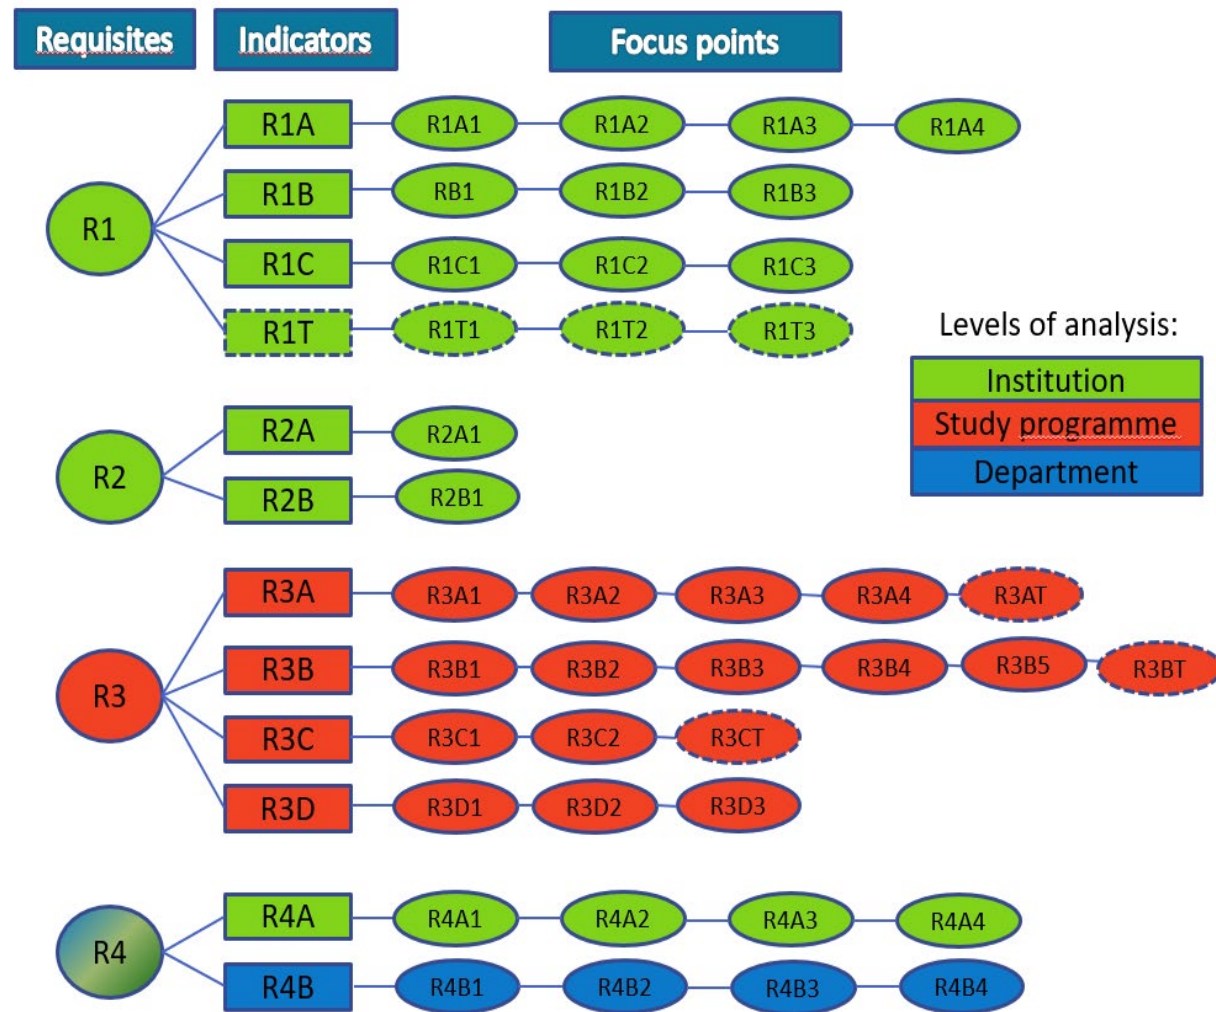 Requisites
Indicators
Focus points
R1
R1A
R1A1
R1A2
R1A3
R1A4
R1B
RB1
R1B2
R1B3
R1C
R1C1
R1C2
R1C3
R1T
R1T1
R1T2
R1T3
Levels of analysis:
Institution
Study programme
Department
R2
R2A
R2A1
R2B
R2B1
R3
R3A
R3A1
R3A2
R3A3
R3A4
R3AT
R3B
R3B1
R3B2
R3B3
R3B4
R3B5
R3BT
R3C
R3C1
R3C2
R3CT
R3D
R3D1
R3D2
R3D3
R4
R4A
R4A1
R4A2
R4A3
R4A4
R4B
R4B1
R4B2
R4B3
R4B4